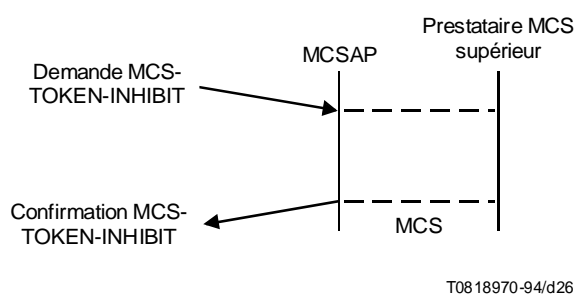 Prestataire MCS
supérieur
MCSAP
Demande MCS-
TOKEN-INHIBIT
Confirmation MCS-
TOKEN-INHIBIT
MCS
T0818970-94/d26